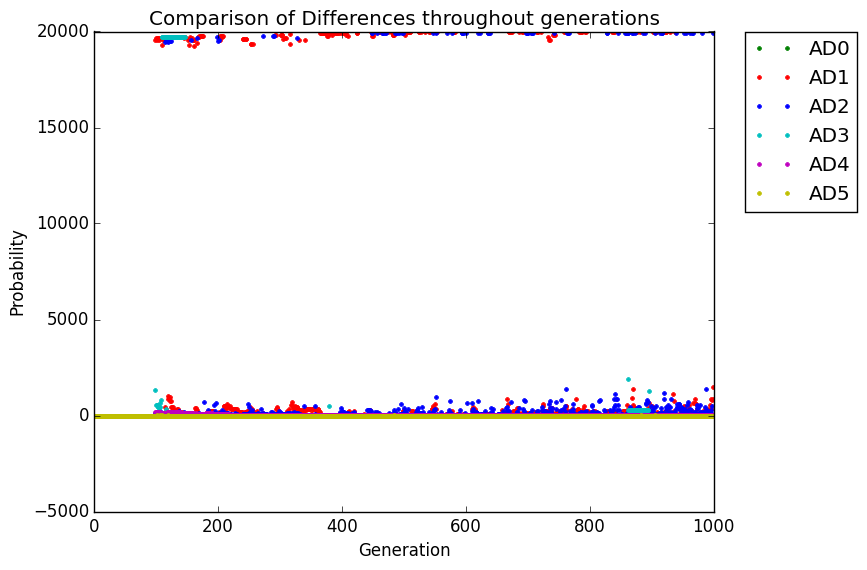 Comparison of Differences throughout generations
20000
15000
10000
5000
0
−5000
Probability
0 200 400 600 800 1000
Generation
AD0
AD1
AD2
AD3
AD4
AD5